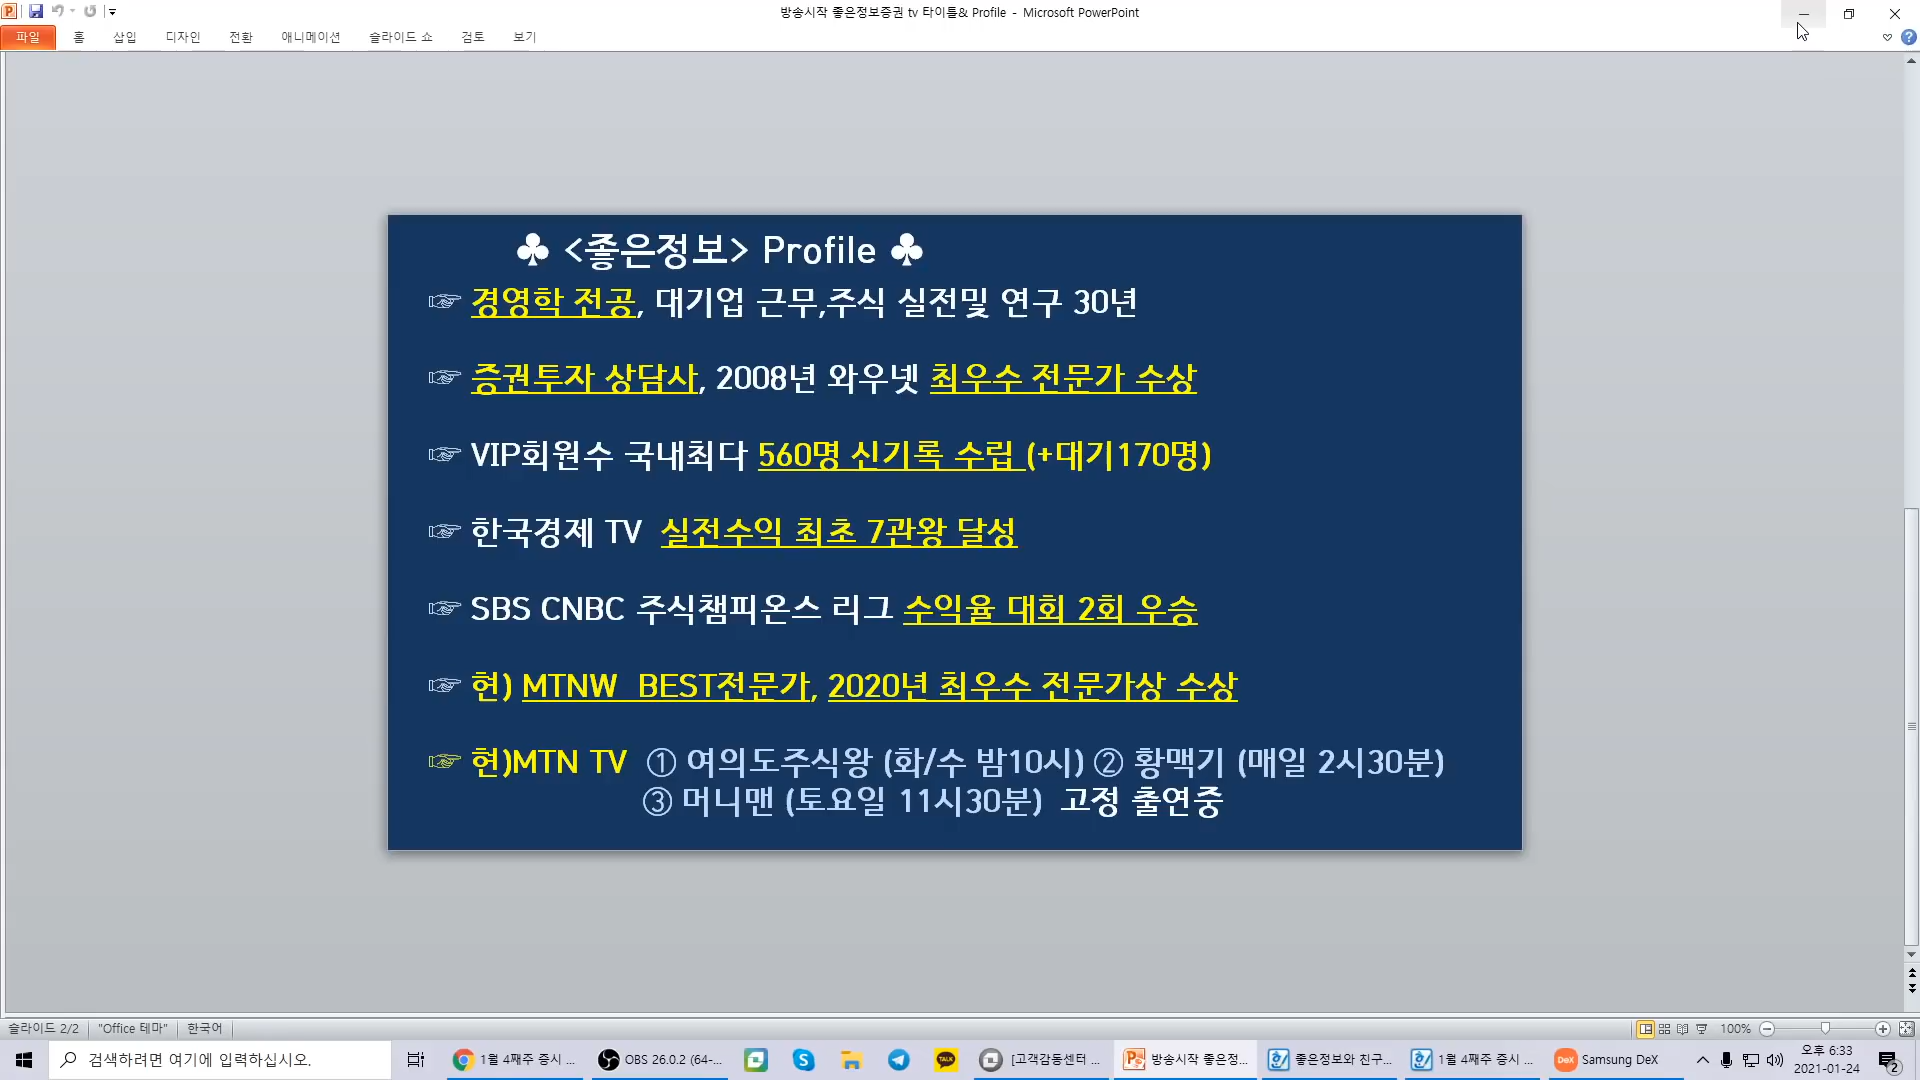 방송시작 좋은정보증권 tv 타이틀& Profile - Microsoft PowerPoint
파일 홈 삽입 디자인 전환 애니메이션 슬라이드 쇼 검토 보기
♣ <좋은정보> Profile ♣
☞ 경영학 전공, 대기업 근무,주식 실전및 연구 30년
☞ 증권투자 상담사, 2008년 와우넷 최우수 전문가 수상
☞ VIP회원수 국내최다 560명 신기록 수립 (+대기170명)
☞ 한국경제 TV 실전수익 최초 7관왕 달성
☞ SBS CNBC 주식챔피온스 리그 수익율 대회 2회 우승
☞ 현) MTNW BEST전문가, 2020년 최우수 전문가상 수상
☞ 현)MTN TV ① 여의도주식왕 (화/수 밤10시) ② 황맥기 (매일 2시30분)
③ 머니맨 (토요일 11시30분) 고정 출연중
슬라이드 2/2 "Office 테마" 한국어 100%
검색하려면 여기에 입력하십시오. 1월 4째주 증시 ... OBS 26.0.2 (64-... TALK [고객감동센터 ... 방송시작 좋은정... 좋은정보와 친구... 1월 4째주 증시 ... DeX Samsung DeX 오후 6:33
2021-01-24 2